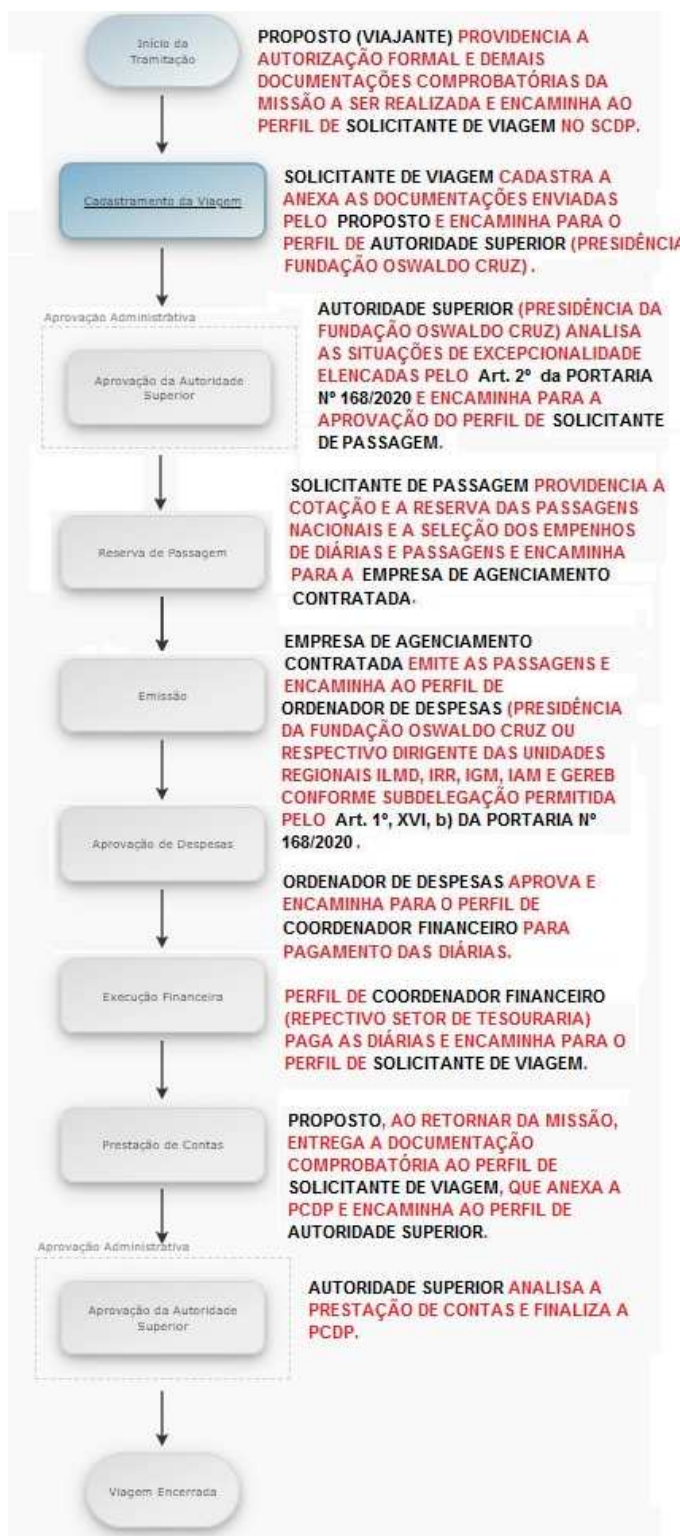 Início da
Tramitação
PROPOSTO (VIAJANTE) PROVIDENCIA A
AUTORIZAÇÃO FORMAL E DEMAIS
DOCUMENTAÇÕES COMPROBATÓRIAS DA
MISSÃO A SER REALIZADA E ENCAMINHA AO
PERFIL DE SOLICITANTE DE VIAGEM NO SCDP.
Cadastramento da Viagem
SOLICITANTE DE VIAGEM CADASTRA A
ANEXA AS DOCUMENTAÇÕES ENVIADAS
PELO PROPOSTO E ENCAMINHA PARA O
PERFIL DE AUTORIDADE SUPERIOR (PRESIDÊNCIA
FUNDAÇÃO OSWALDO CRUZ) .
Aprovação Administrativa
Aprovação da Autoridade
Superior
AUTORIDADE SUPERIOR (PRESIDÊNCIA DA
FUNDAÇÃO OSWALDO CRUZ) ANALISA
AS SITUAÇÕES DE EXCEPCIONALIDADE
ELENCADAS PELO Art. 2º da PORTARIA
Nº 168/2020 E ENCAMINHA PARA A
APROVAÇÃO DO PERFIL DE SOLICITANTE
DE PASSAGEM.
Reserva de Passagem
SOLICITANTE DE PASSAGEM PROVIDENCIA A
COTAÇÃO E A RESERVA DAS PASSAGENS
NACIONAIS E A SELEÇÃO DOS EMPENHOS
DE DIÁRIAS E PASSAGENS E ENCAMINHA
PARA A EMPRESA DE AGENCIAMENTO
CONTRATADA.
Emissão
EMPRESA DE AGENCIAMENTO
CONTRATADA EMITE AS PASSAGENS E
ENCAMINHA AO PERFIL DE
ORDENADOR DE DESPESAS (PRESIDÊNCIA
DA FUNDAÇÃO OSWALDO CRUZ OU
RESPECTIVO DIRIGENTE DAS UNIDADES
REGIONAIS ILMD, IRR, IGM, IAM E GEREB
CONFORME SUBDELEGAÇÃO PERMITIDA
PELO Art. 1º, XVI, b) DA PORTARIA Nº
168/2020 .
Aprovação de Despesas
ORDENADOR DE DESPESAS APROVA E
ENCAMINHA PARA O PERFIL DE
COORDENADOR FINANCEIRO PARA
PAGAMENTO DAS DIÁRIAS.
Execução Financeira
PERFIL DE COORDENADOR FINANCEIRO
(REPECTIVO SETOR DE TESOURARIA)
PAGA AS DIÁRIAS E ENCAMINHA PARA O
PERFIL DE SOLICITANTE DE VIAGEM.
Prestação de Contas
PROPOSTO, AO RETORNAR DA MISSÃO,
ENTREGA A DOCUMENTAÇÃO
COMPROBATÓRIA AO PERFIL DE
SOLICITANTE DE VIAGEM, QUE ANEXA A
PCDP E ENCAMINHA AO PERFIL DE
AUTORIDADE SUPERIOR.
Aprovação Administrativa
Aprovação da Autoridade
Superior
AUTORIDADE SUPERIOR ANALISA A
PRESTAÇÃO DE CONTAS E FINALIZA A
PCDP.
Viagem Encerrada